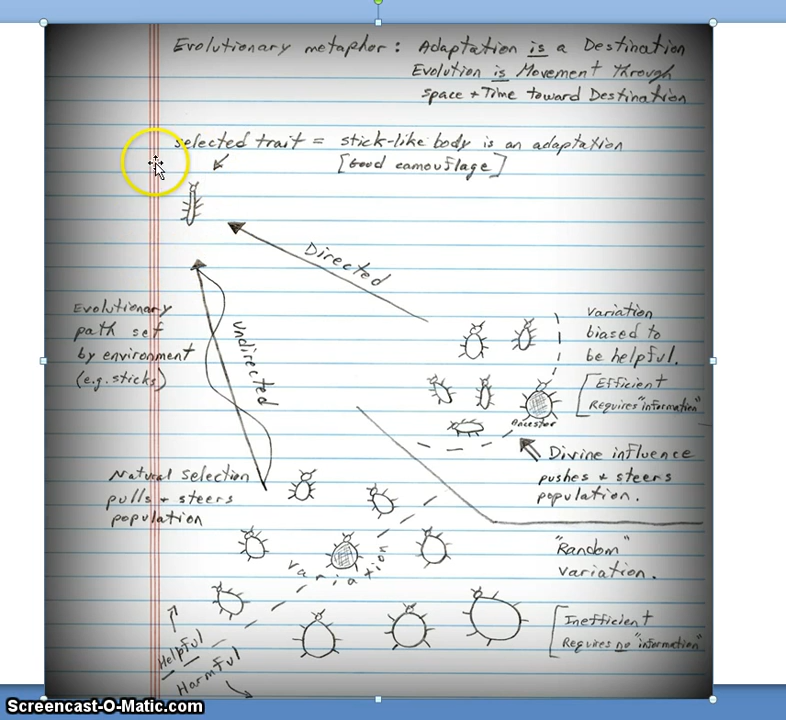 Evolutionary metaphor: Adaptation is a Destination
Evolution is Movement through
space + Time toward Destination
selected trait = stick-like body is an adaptation
[Good camouflage]
Directed
Evolutionary
path set
by environment
(e.g. sticks)
Undirected
Variation
biased to
be helpful.
[Efficient
Requires "information"
Ancestor
Divine influence
pushes + steers
population.
Natural selection
pulls + steers
population
variation
"Random"
variation.
[Inefficient
Requires no "information"
Helpful
Harmful
Screencast-O-Matic.com